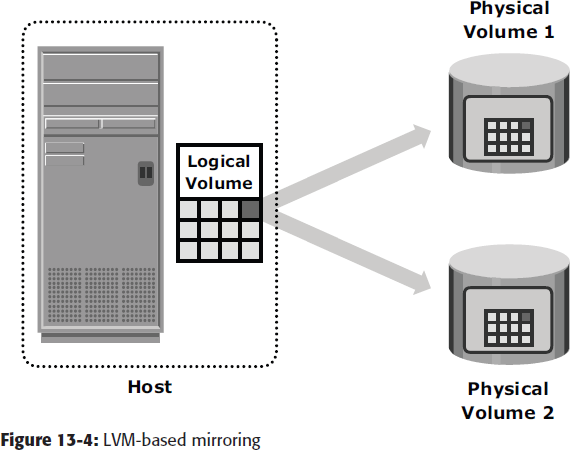 Physical
Volume 1
Logical
Volume
Host
Physical
Volume 2
Figure 13-4: LVM-based mirroring